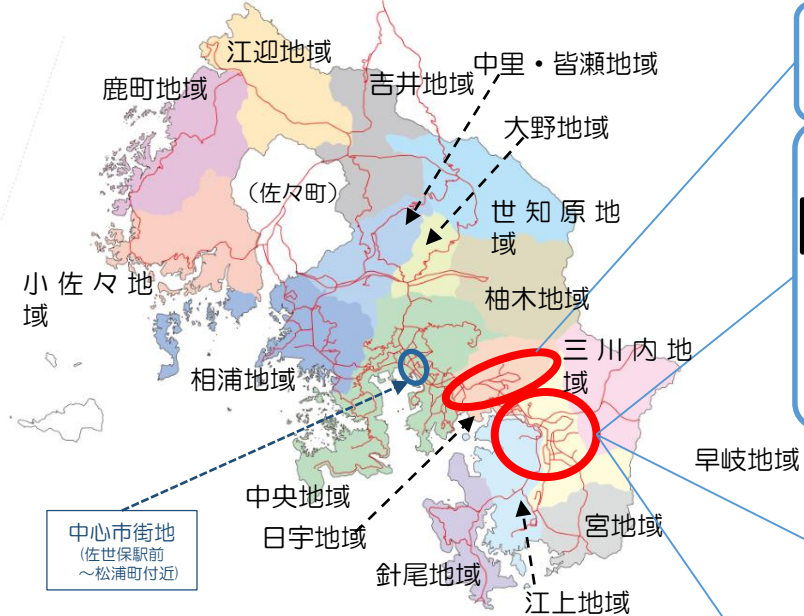 江迎地域
中里・皆瀬地域
吉井地域
鹿町地域
大野地域
(佐々町)
世知原地
域
小佐々地
域
柚木地域
三川内地
域
相浦地域
早岐地域
中央地域
日宇地域
宮地域
中心市街地
(佐世保駅前
～松浦町付近)
針尾地域
江上地域